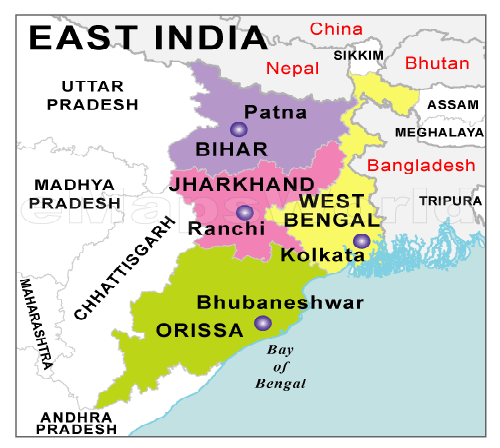 EAST INDIA
China
SIKKIM
Nepal
Bhutan
UTTAR
PRADESH
Patna
ASSAM
BIHAR
MEGHALAYA
Bangladesh
MADHYA
PRADESH
JHARKHAND
WEST
BENGAL
TRIPURA
Ranchi
Kolkata
CHHATTISGARH
MAHARASHTRA
Bhubaneshwar
ORISSA
Bay
of
Bengal
ANDHRA
PRADESH